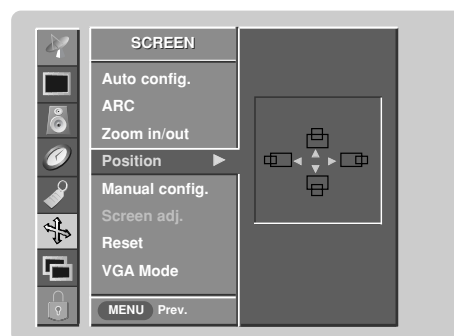 SCREEN
Auto config.
ARC
Zoom in/out
Position
Manual config.
Screen adj.
Reset
VGA Mode
MENU Prev.